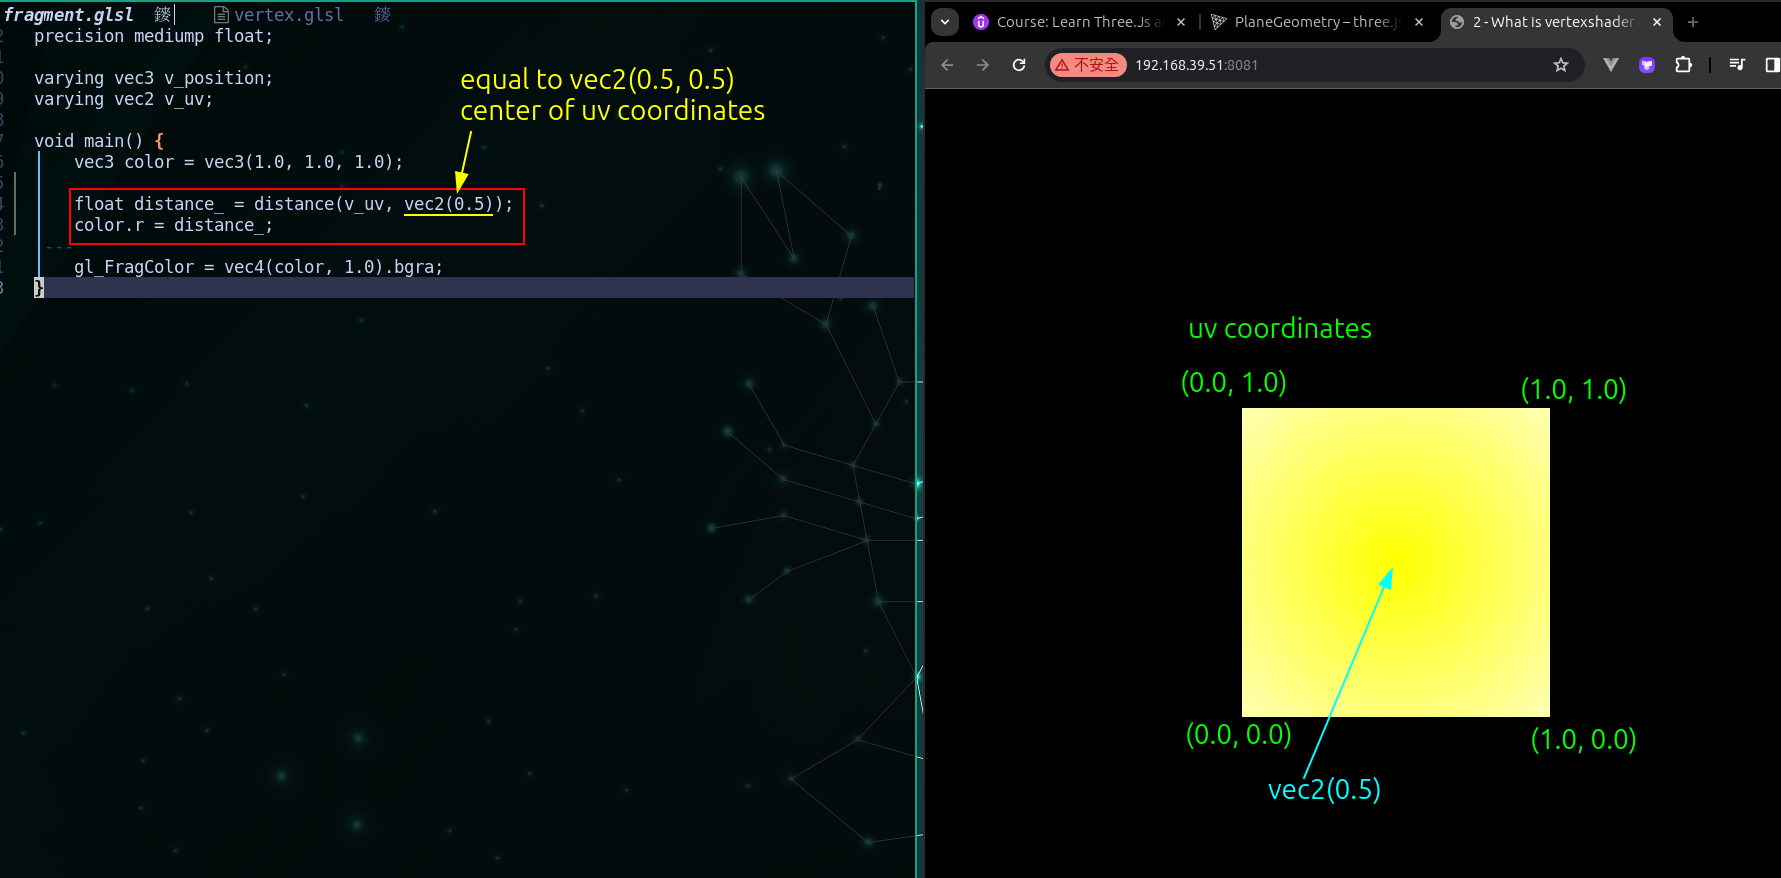 fragment.glsl
vertex.glsl
precision mediump float;
varying vec3 v_position;
varying vec2 v_uv;
void main() {
vec3 color = vec3(1.0, 1.0, 1.0);
float distance_ = distance(v_uv, vec2(0.5));
color.r = distance_;
gl_FragColor = vec4(color, 1.0).bgra;
}
equal to vec2(0.5, 0.5)
center of uv coordinates
Course: Learn Three.Js a
PlaneGeometry – three.js
2 - What is vertexshader
不安全
192.168.39.51:8081
uv coordinates
(0.0, 1.0)
(1.0, 1.0)
(0.0, 0.0)
(1.0, 0.0)
vec2(0.5)